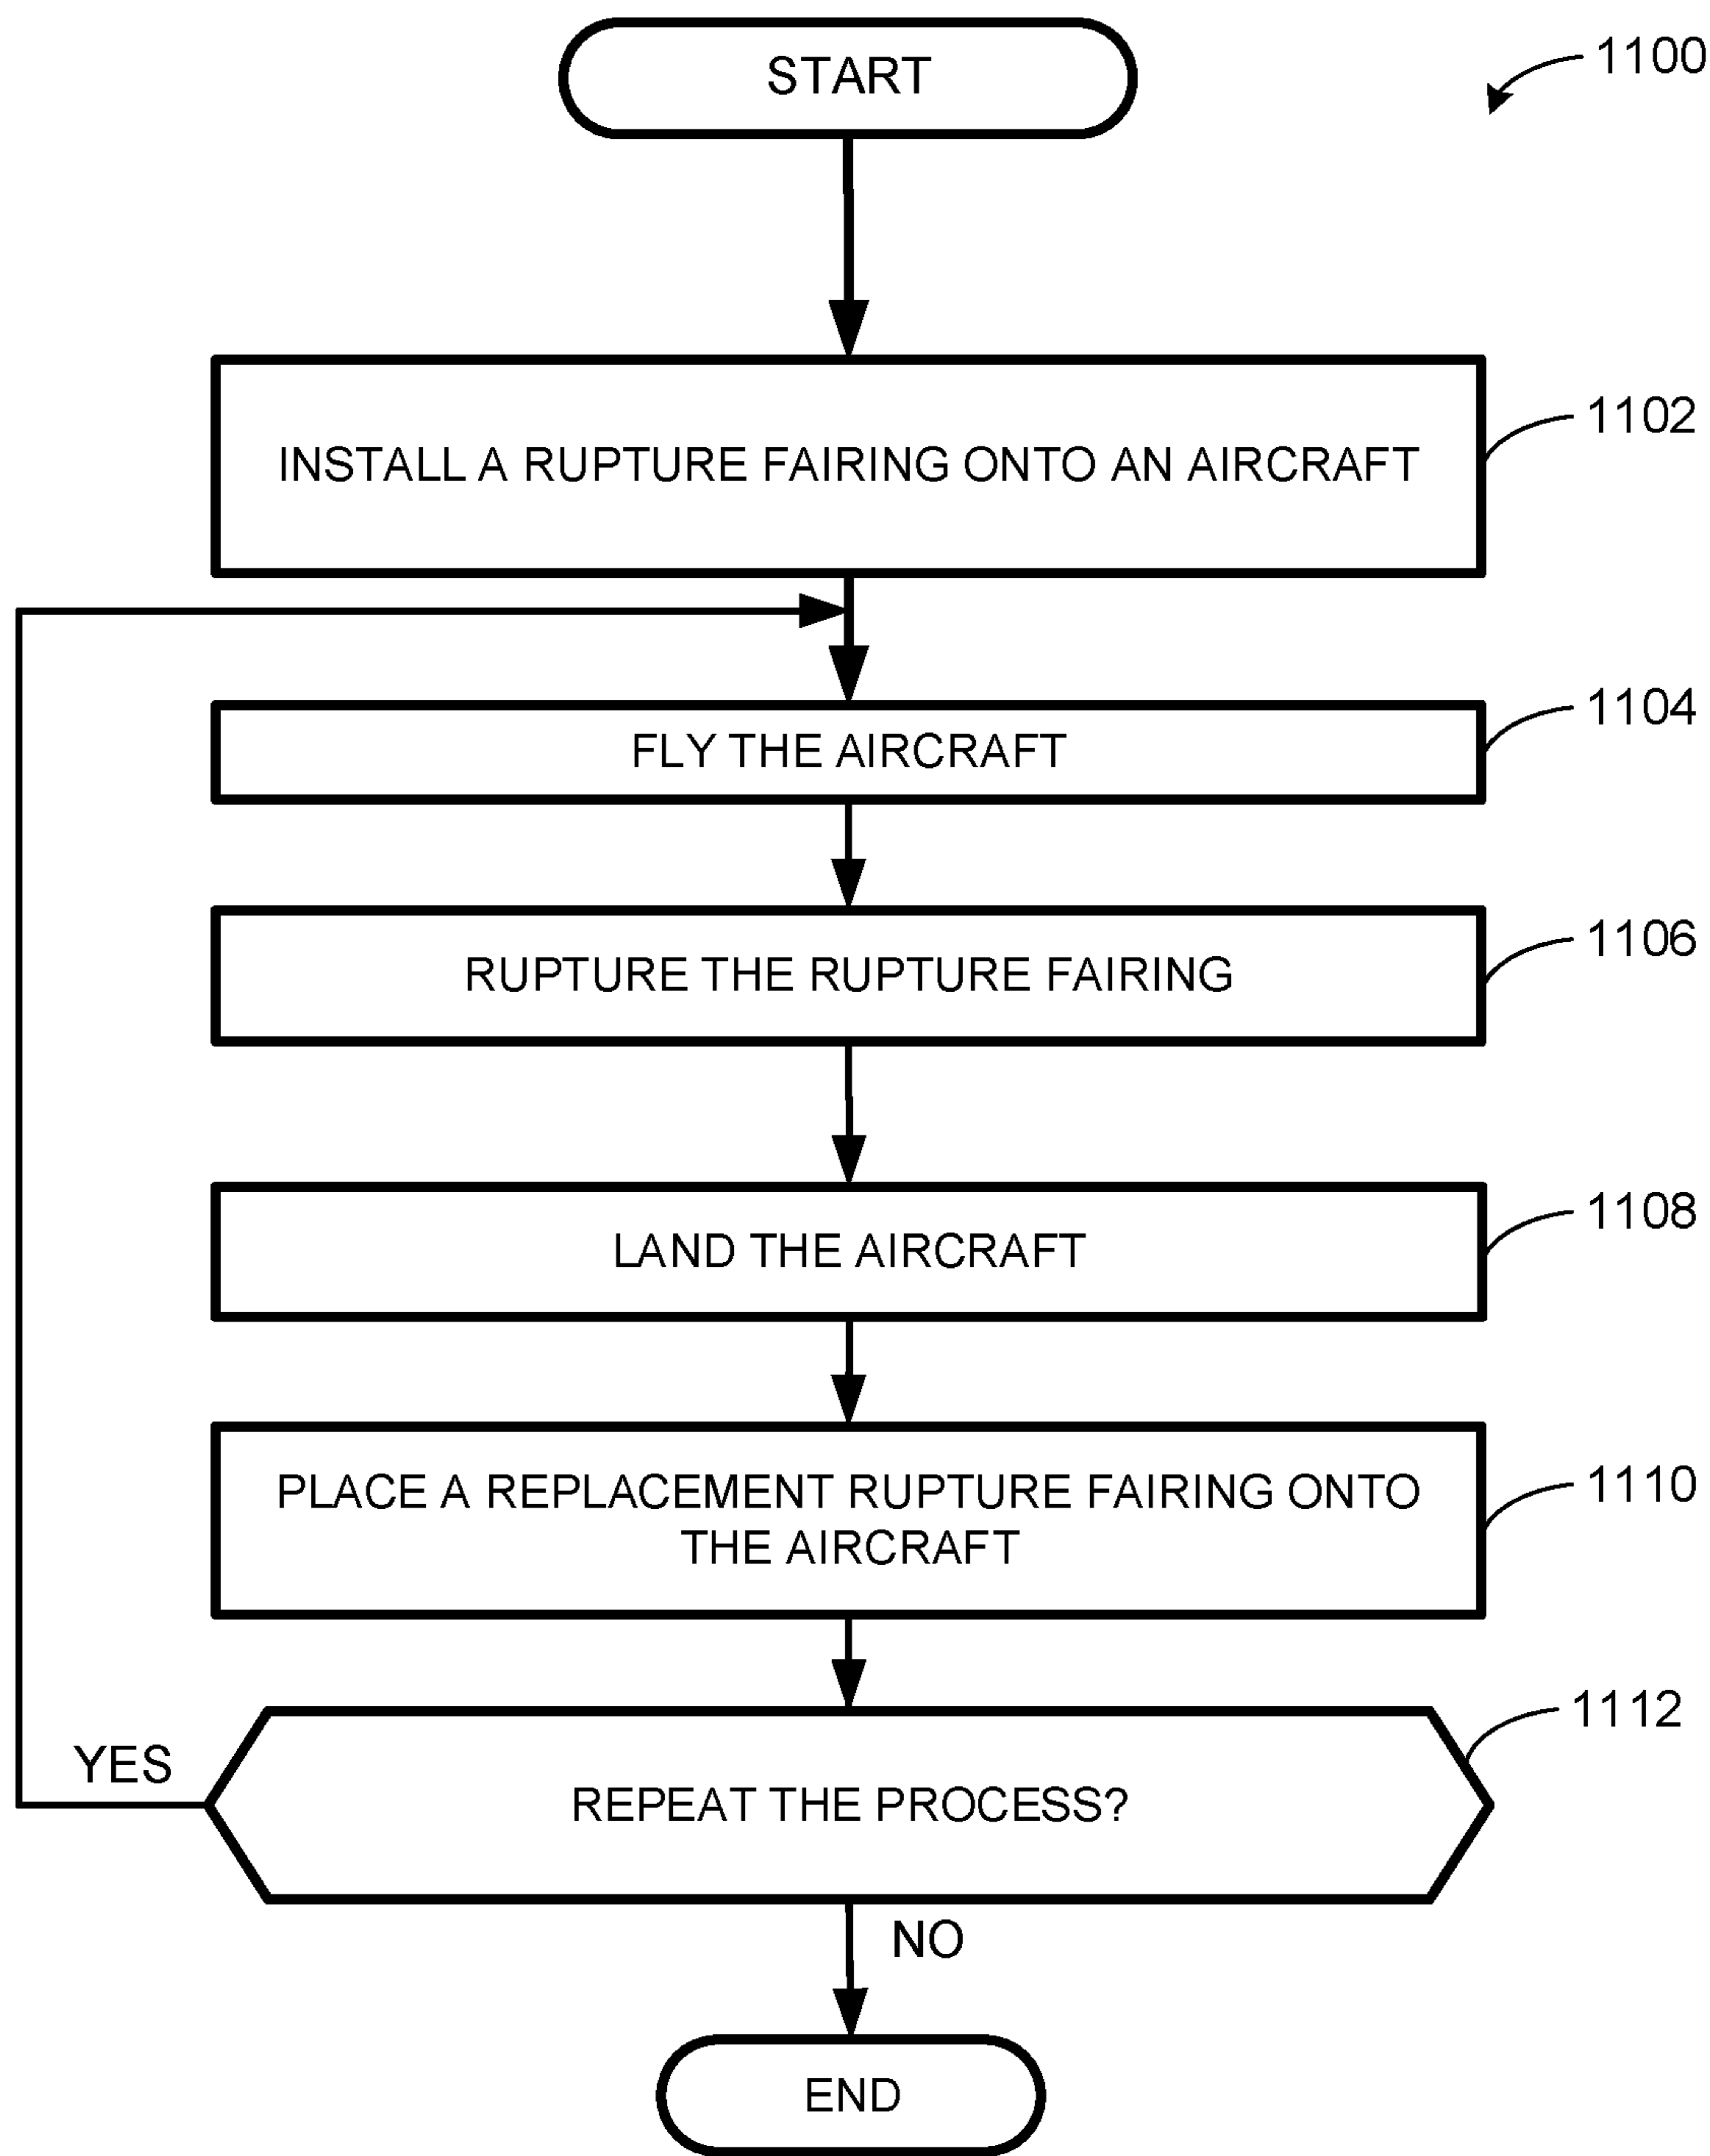 START
1100
INSTALL A RUPTURE FAIRING ONTO AN AIRCRAFT
1102
FLY THE AIRCRAFT
1104
RUPTURE THE RUPTURE FAIRING
1106
LAND THE AIRCRAFT
1108
PLACE A REPLACEMENT RUPTURE FAIRING ONTO
THE AIRCRAFT
1110
YES
REPEAT THE PROCESS?
1112
NO
END